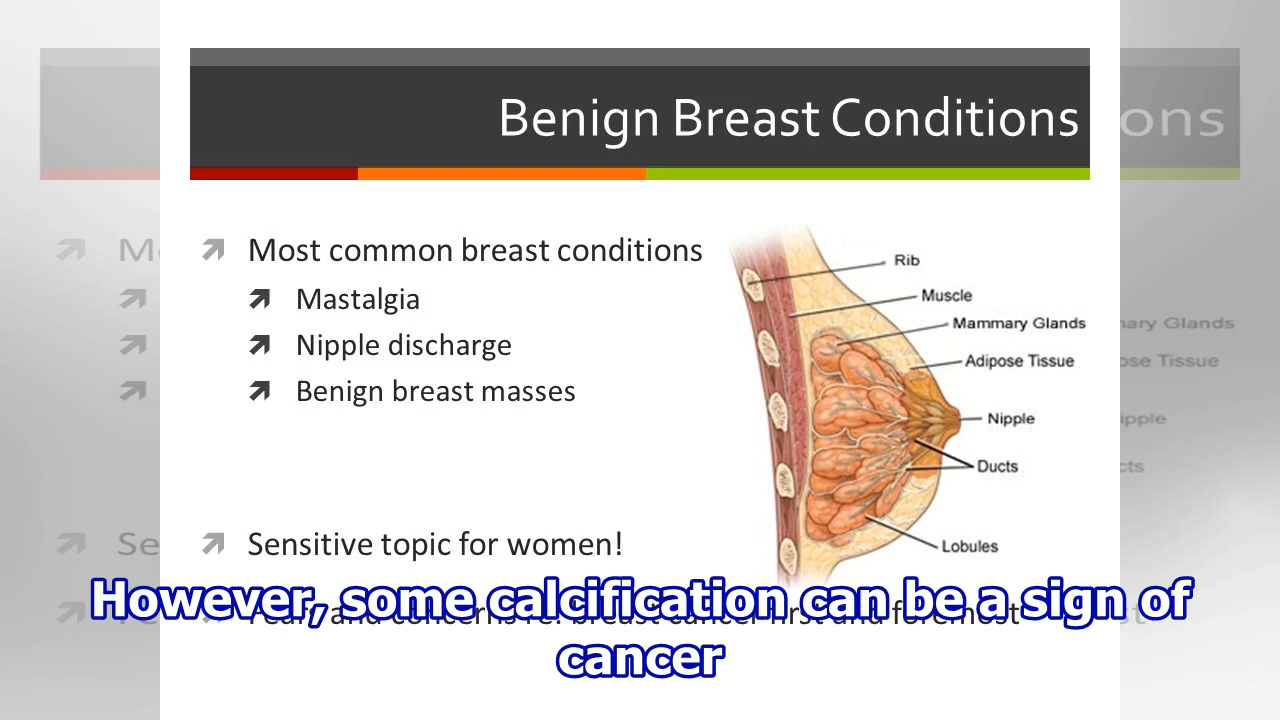 Benign Breast Conditions
Most common breast conditions
Mastalgia
Nipple discharge
Benign breast masses
Sensitive topic for women!
Rib
Muscle
Mammary Glands
Adipose Tissue
Nipple
Ducts
Lobules
However, some calcification can be a sign of
cancer